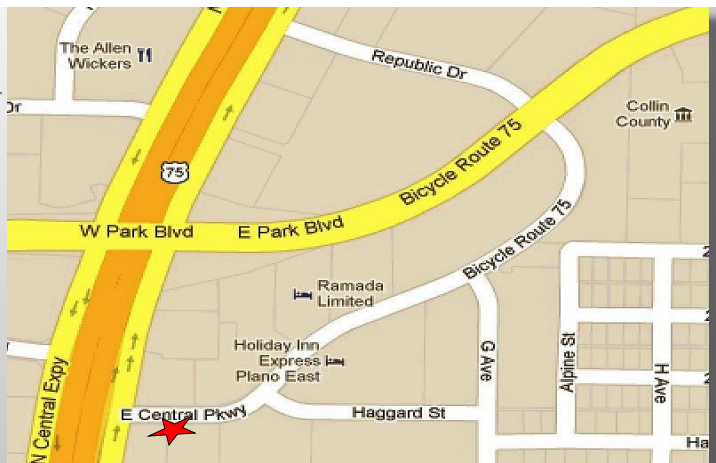 The Allen
Wickers
Republic Dr
Dr
Collin
County
75
Bicycle Route 75
W Park Blvd
E Park Blvd
Bicycle Route 75
Ramada
Limited
Holiday Inn
Express
Plano East
G Ave
Alpine St
H Ave
N Central Expy
E Central Pkwy
Haggard St
Ha